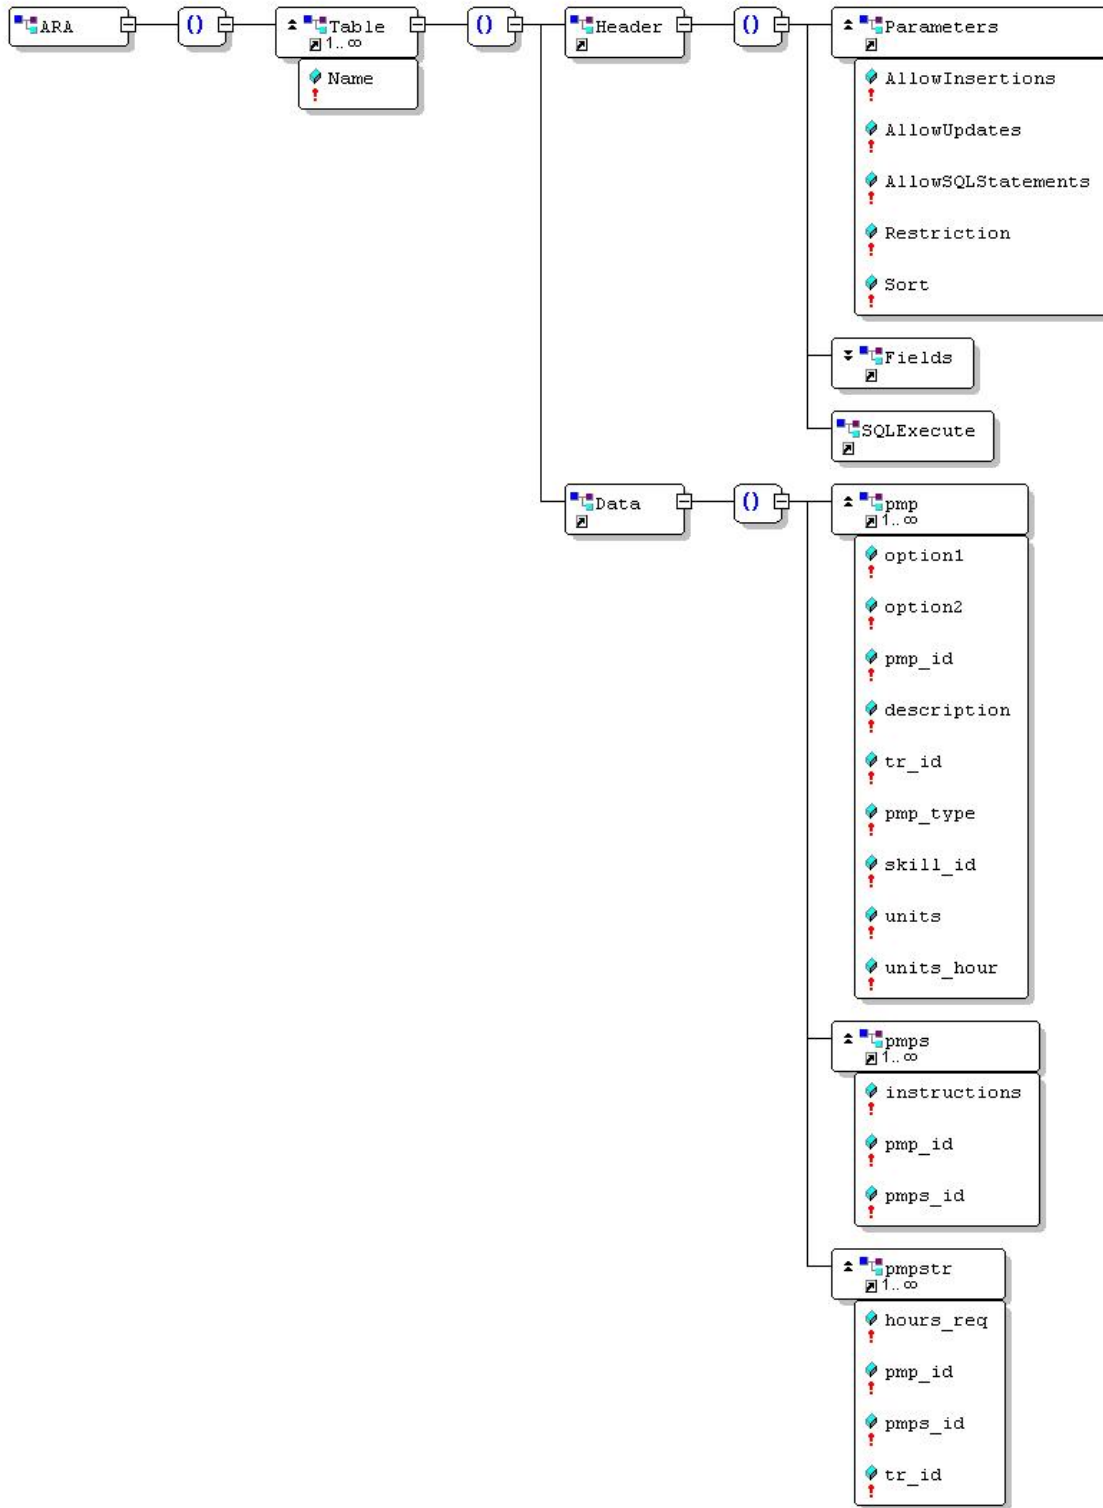 ARA
()
Table
1..∞
Name
()
Header
()
Parameters
AllowInsertions
AllowUpdates
AllowSQLStatements
Restriction
Sort
Fields
SQLExecute
Data
()
pmp
1..∞
option1
option2
pmp_id
description
tr_id
pmp_type
skill_id
units
units_hour
pmps
1..∞
instructions
pmp_id
pmps_id
pmpstr
1..∞
hours_req
pmp_id
pmps_id
tr_id